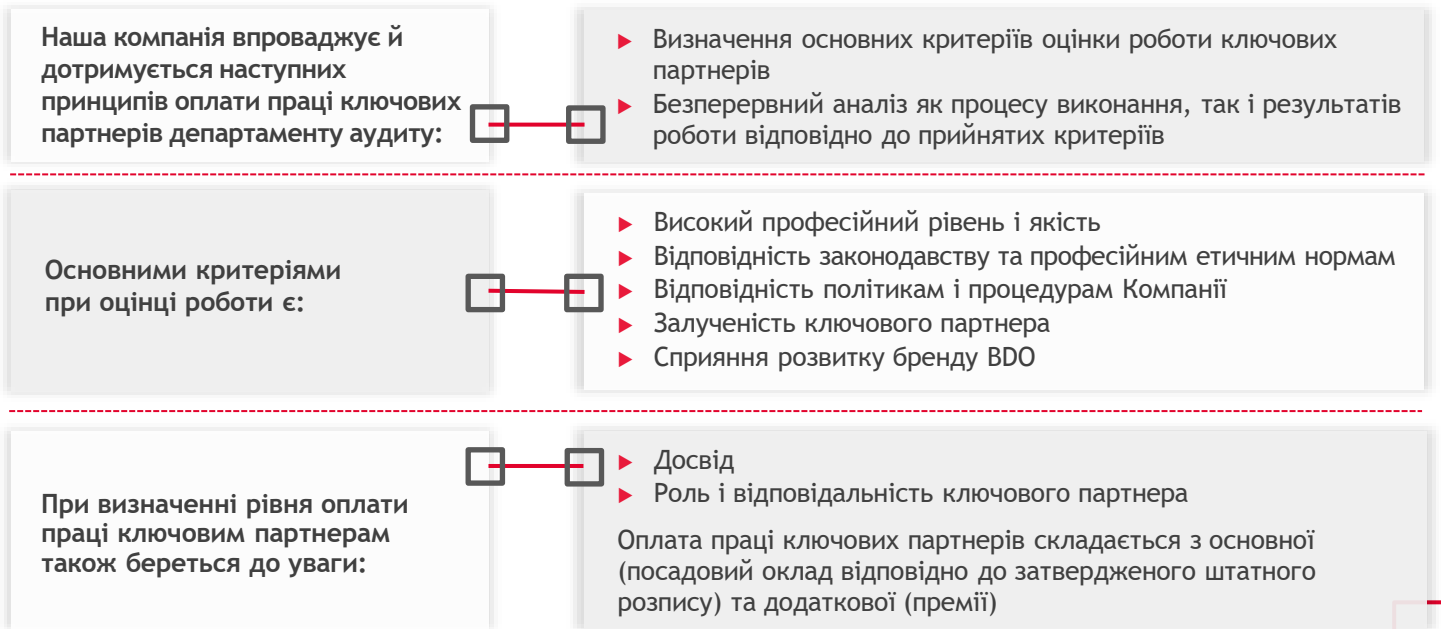 Наша компанія впроваджує й
дотримується наступних
принципів оплати праці ключових
партнерів департаменту аудиту:
► Визначення основних критеріїв оцінки роботи ключових
партнерів
► Безперервний аналіз як процесу виконання, так і результатів
роботи відповідно до прийнятих критеріїв
Основними критеріями
при оцінці роботи є:
► Високий професійний рівень і якість
► Відповідність законодавству та професійним етичним нормам
► Відповідність політикам і процедурам Компанії
► Залученість ключового партнера
► Сприяння розвитку бренду BDO
При визначенні рівня оплати
праці ключовим партнерам
також береться до уваги:
► Досвід
► Роль і відповідальність ключового партнера
Оплата праці ключових партнерів складається з основної
(посадовий оклад відповідно до затвердженого штатного
розпису) та додаткової (премії)